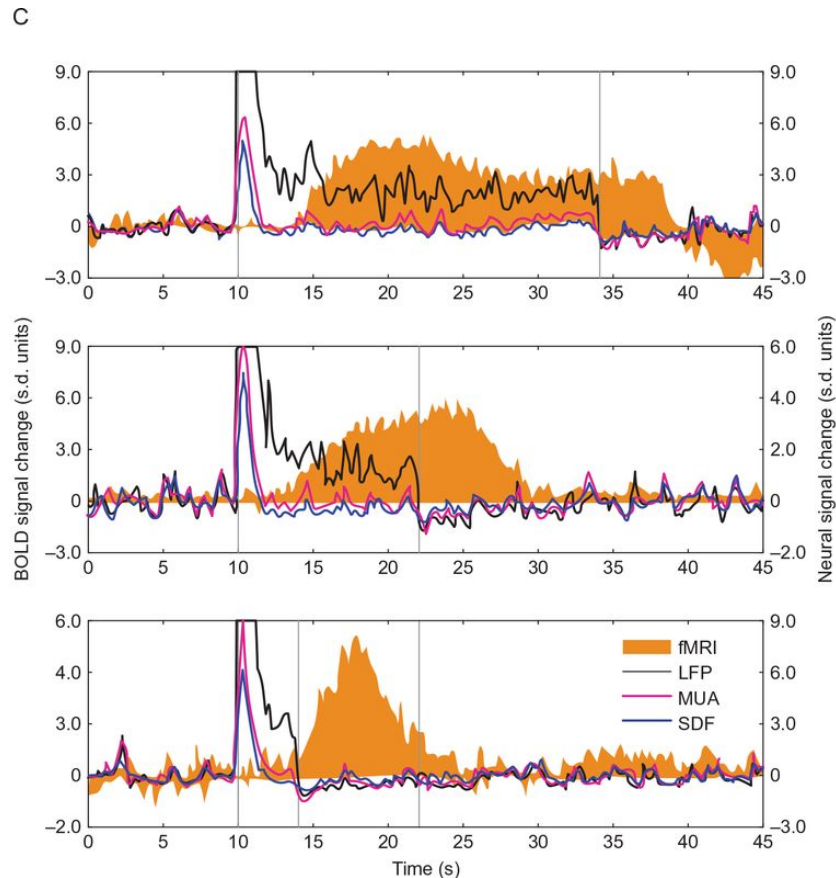 C
9.0 9.0
6.0 6.0
3.0 3.0
0 0
–3.0 –3.0
0 5 10 15 20 25 30 35 40 45
9.0 6.0
6.0 4.0
3.0 2.0
0 0
–3.0 –2.0
0 5 10 15 20 25 30 35 40 45
6.0 9.0
4.0 6.0
3.0 3.0
0 0
–2.0 –3.0
0 5 10 15 20 25 30 35 40 45
fMRI
LFP
MUA
SDF
Time (s)
BOLD signal change (s.d. units)
Neural signal change (s.d. units)